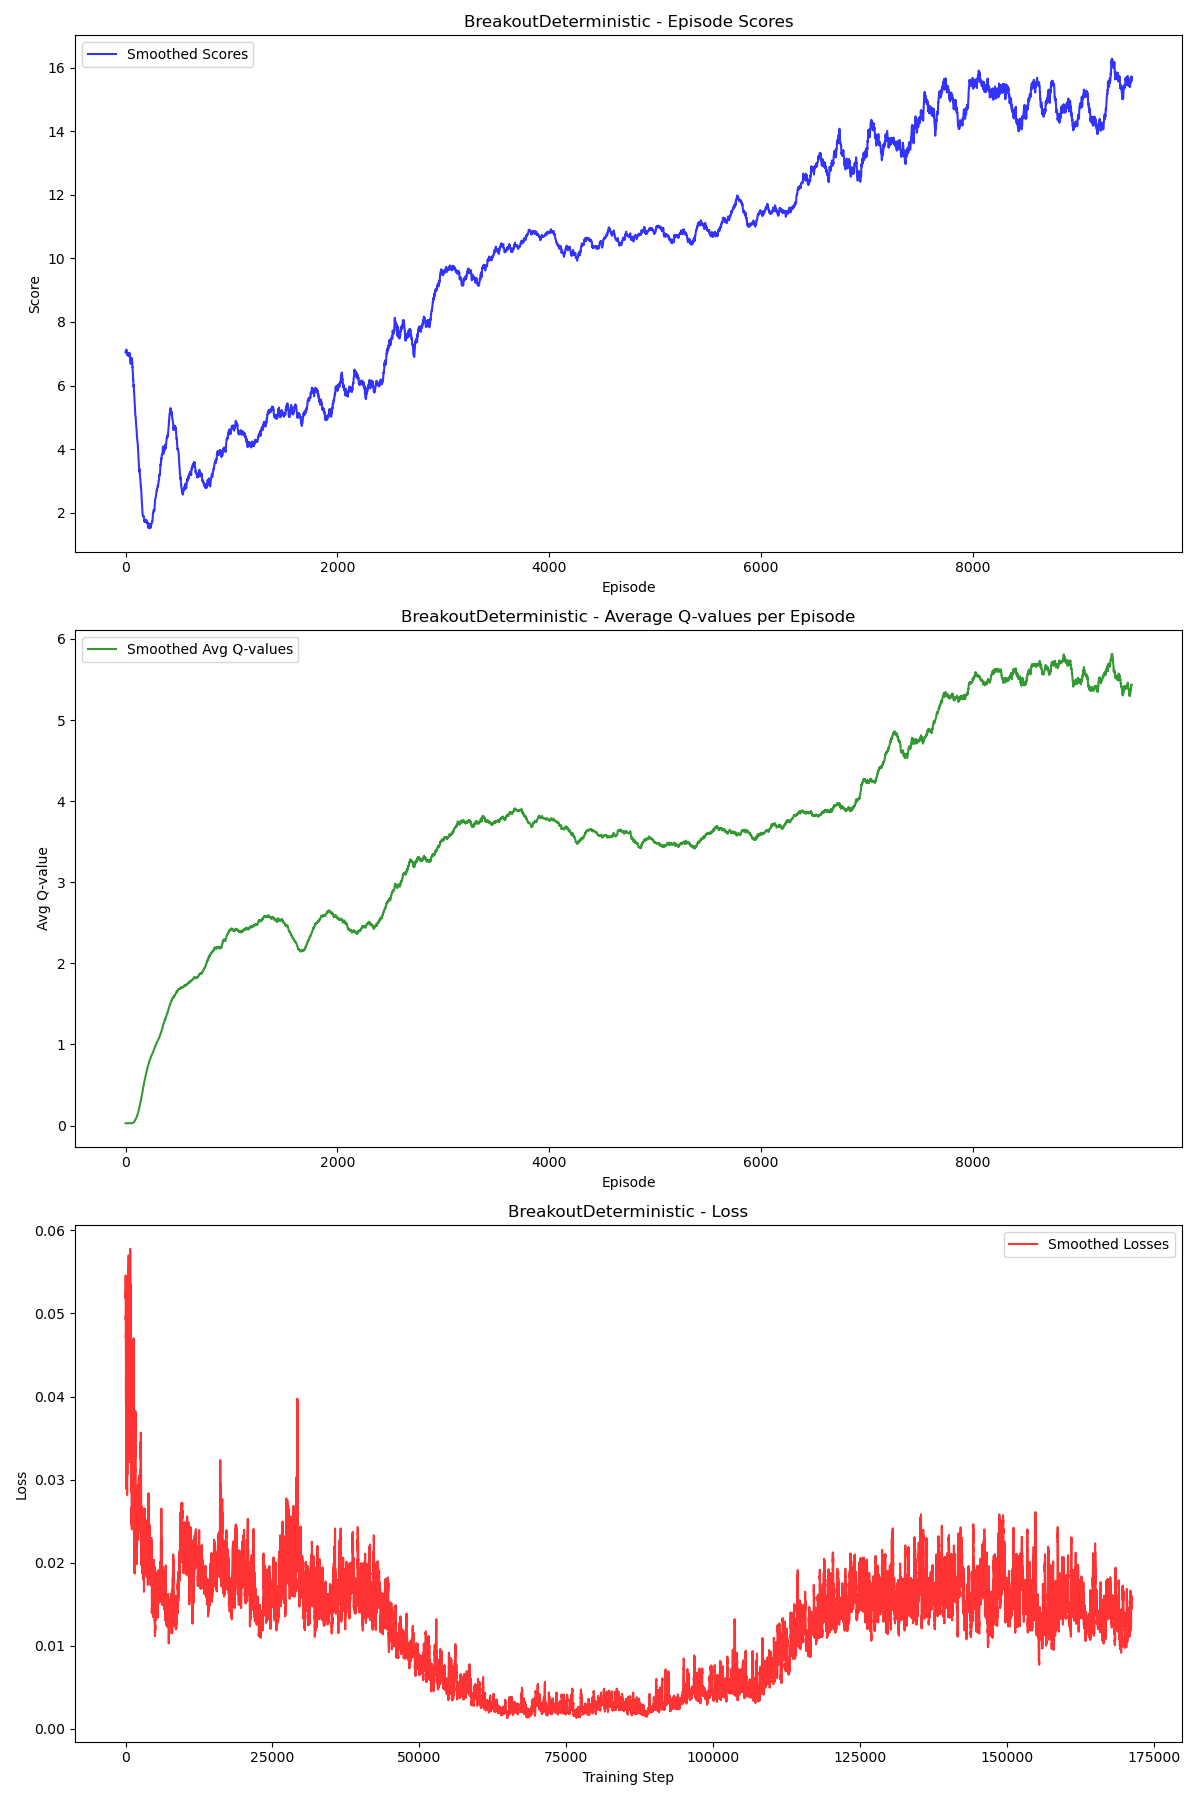 BreakoutDeterministic - Episode Scores
Smoothed Scores
16
14
12
10
8
6
4
2
Score
0 2000 4000 6000 8000
Episode
BreakoutDeterministic - Average Q-values per Episode
Smoothed Avg Q-values
6
5
4
3
2
1
0
Avg Q-value
0 2000 4000 6000 8000
Episode
BreakoutDeterministic - Loss
Smoothed Losses
0.06
0.05
0.04
0.03
0.02
0.01
0.00
Loss
0 25000 50000 75000 100000 125000 150000 175000
Training Step